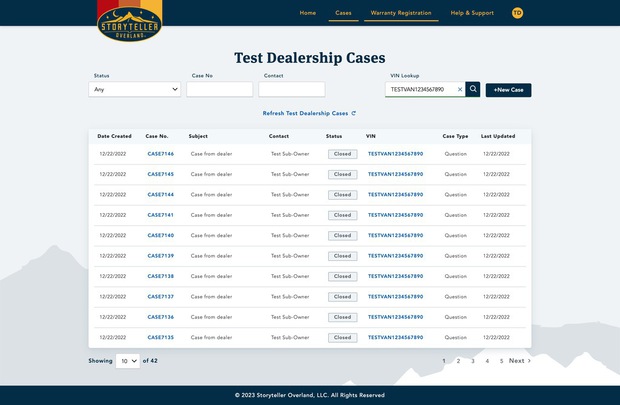 STORYTELLER
OVERLAND
Home Cases Warranty Registration Help & Support TD
Test Dealership Cases
Status Case No Contact VIN Lookup
Any TESTVAN1234567890 × +New Case
Refresh Test Dealership Cases
Date Created Case No. Subject Contact Status VIN Case Type Last Updated
12/22/2022 CASE7146 Case from dealer Test Sub-Owner Closed TESTVAN1234567890 Question 12/22/2022
12/22/2022 CASE7145 Case from dealer Test Sub-Owner Closed TESTVAN1234567890 Question 12/22/2022
12/22/2022 CASE7144 Case from dealer Test Sub-Owner Closed TESTVAN1234567890 Question 12/22/2022
12/22/2022 CASE7141 Case from dealer Test Sub-Owner Closed TESTVAN1234567890 Question 12/22/2022
12/22/2022 CASE7140 Case from dealer Test Sub-Owner Closed TESTVAN1234567890 Question 12/22/2022
12/22/2022 CASE7139 Case from dealer Test Sub-Owner Closed TESTVAN1234567890 Question 12/22/2022
12/22/2022 CASE7138 Case from dealer Test Sub-Owner Closed TESTVAN1234567890 Question 12/22/2022
12/22/2022 CASE7137 Case from dealer Test Sub-Owner Closed TESTVAN1234567890 Question 12/22/2022
12/22/2022 CASE7136 Case from dealer Test Sub-Owner Closed TESTVAN1234567890 Question 12/22/2022
12/22/2022 CASE7135 Case from dealer Test Sub-Owner Closed TESTVAN1234567890 Question 12/22/2022
Showing 10 of 42 1 2 3 4 5 Next >
© 2023 Storyteller Overland, LLC. All Rights Reserved